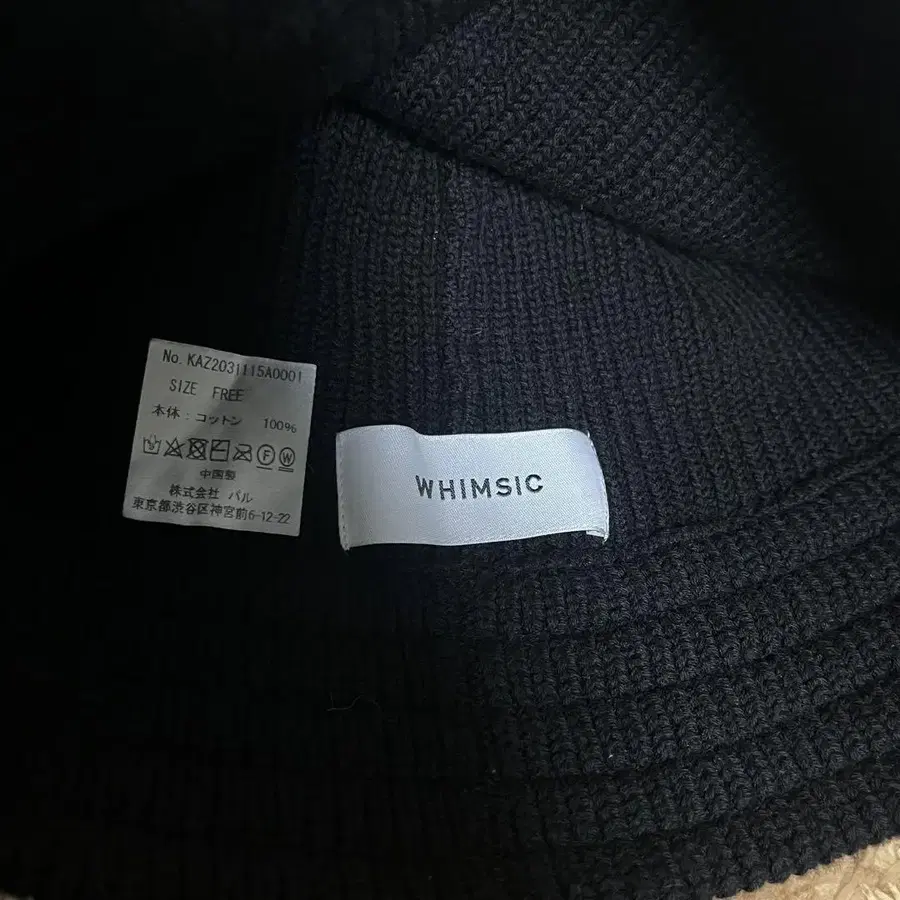 No. KAZ2031115A0001
SIZE FREE
本体:コットン 100%
F W
中国製
株式会社 パル
東京都渋谷区神宮前6-12-22
WHIMSIC